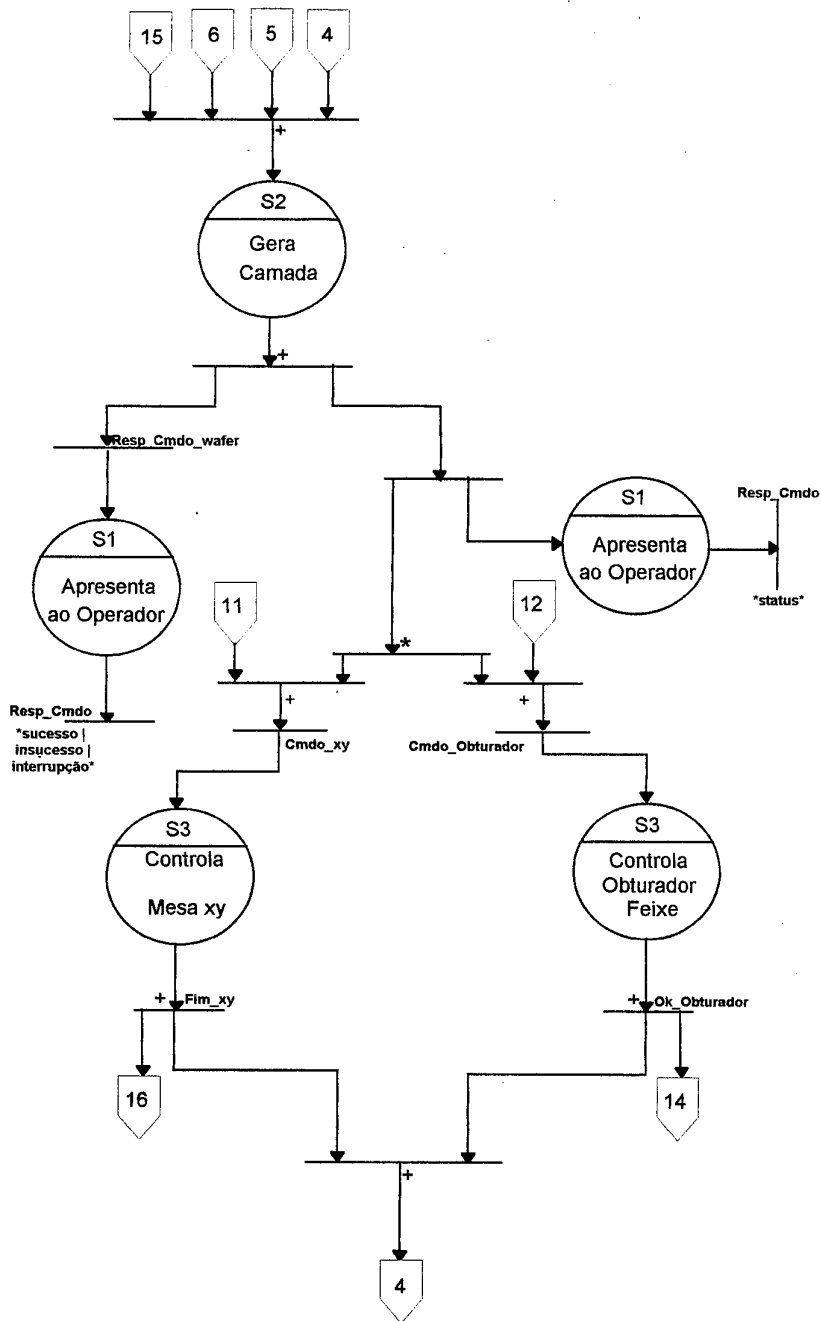 15
6
5
4
+
S2
Gera
Camada
+
Resp_Cmdo_wafer
S1
Apresenta
ao Operador
Resp_Cmdo
*status*
S1
Apresenta
ao Operador
11
12
*
+
+
Resp_Cmdo
*sucesso |
insucesso |
interrupção*
Cmdo_xy
Cmdo_Obturador
S3
Controla
Mesa xy
S3
Controla
Obturador
Feixe
+
Fim_xy
+
Ok_Obturador
16
14
+
4